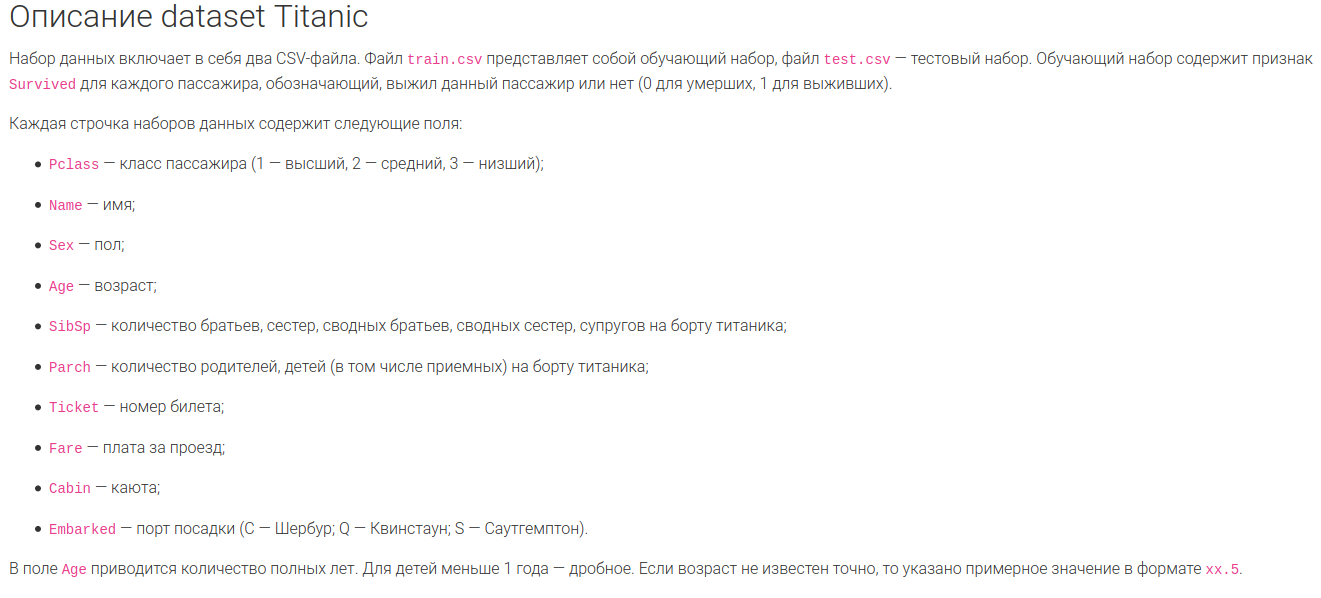 Описание dataset Titanic
Набор данных включает в себя два CSV-файла. Файл train.csv представляет собой обучающий набор, файл test.csv — тестовый набор. Обучающий набор содержит признак
Survived для каждого пассажира, обозначающий, выжил данный пассажир или нет (0 для умерших, 1 для выживших).
Каждая строчка наборов данных содержит следующие поля:
• Pclass — класс пассажира (1 — высший, 2 — средний, 3 — низший);
• Name — имя;
• Sex — пол;
• Age — возраст;
• SibSp — количество братьев, сестер, сводных братьев, сводных сестер, супругов на борту титаника;
• Parch — количество родителей, детей (в том числе приемных) на борту титаника;
• Ticket — номер билета;
• Fare — плата за проезд;
• Cabin — каюта;
• Embarked — порт посадки (C — Шербур; Q — Квинстаун; S — Саутгемптон).
В поле Age приводится количество полных лет. Для детей меньше 1 года — дробное. Если возраст не известен точно, то указано примерное значение в формате xx.5.